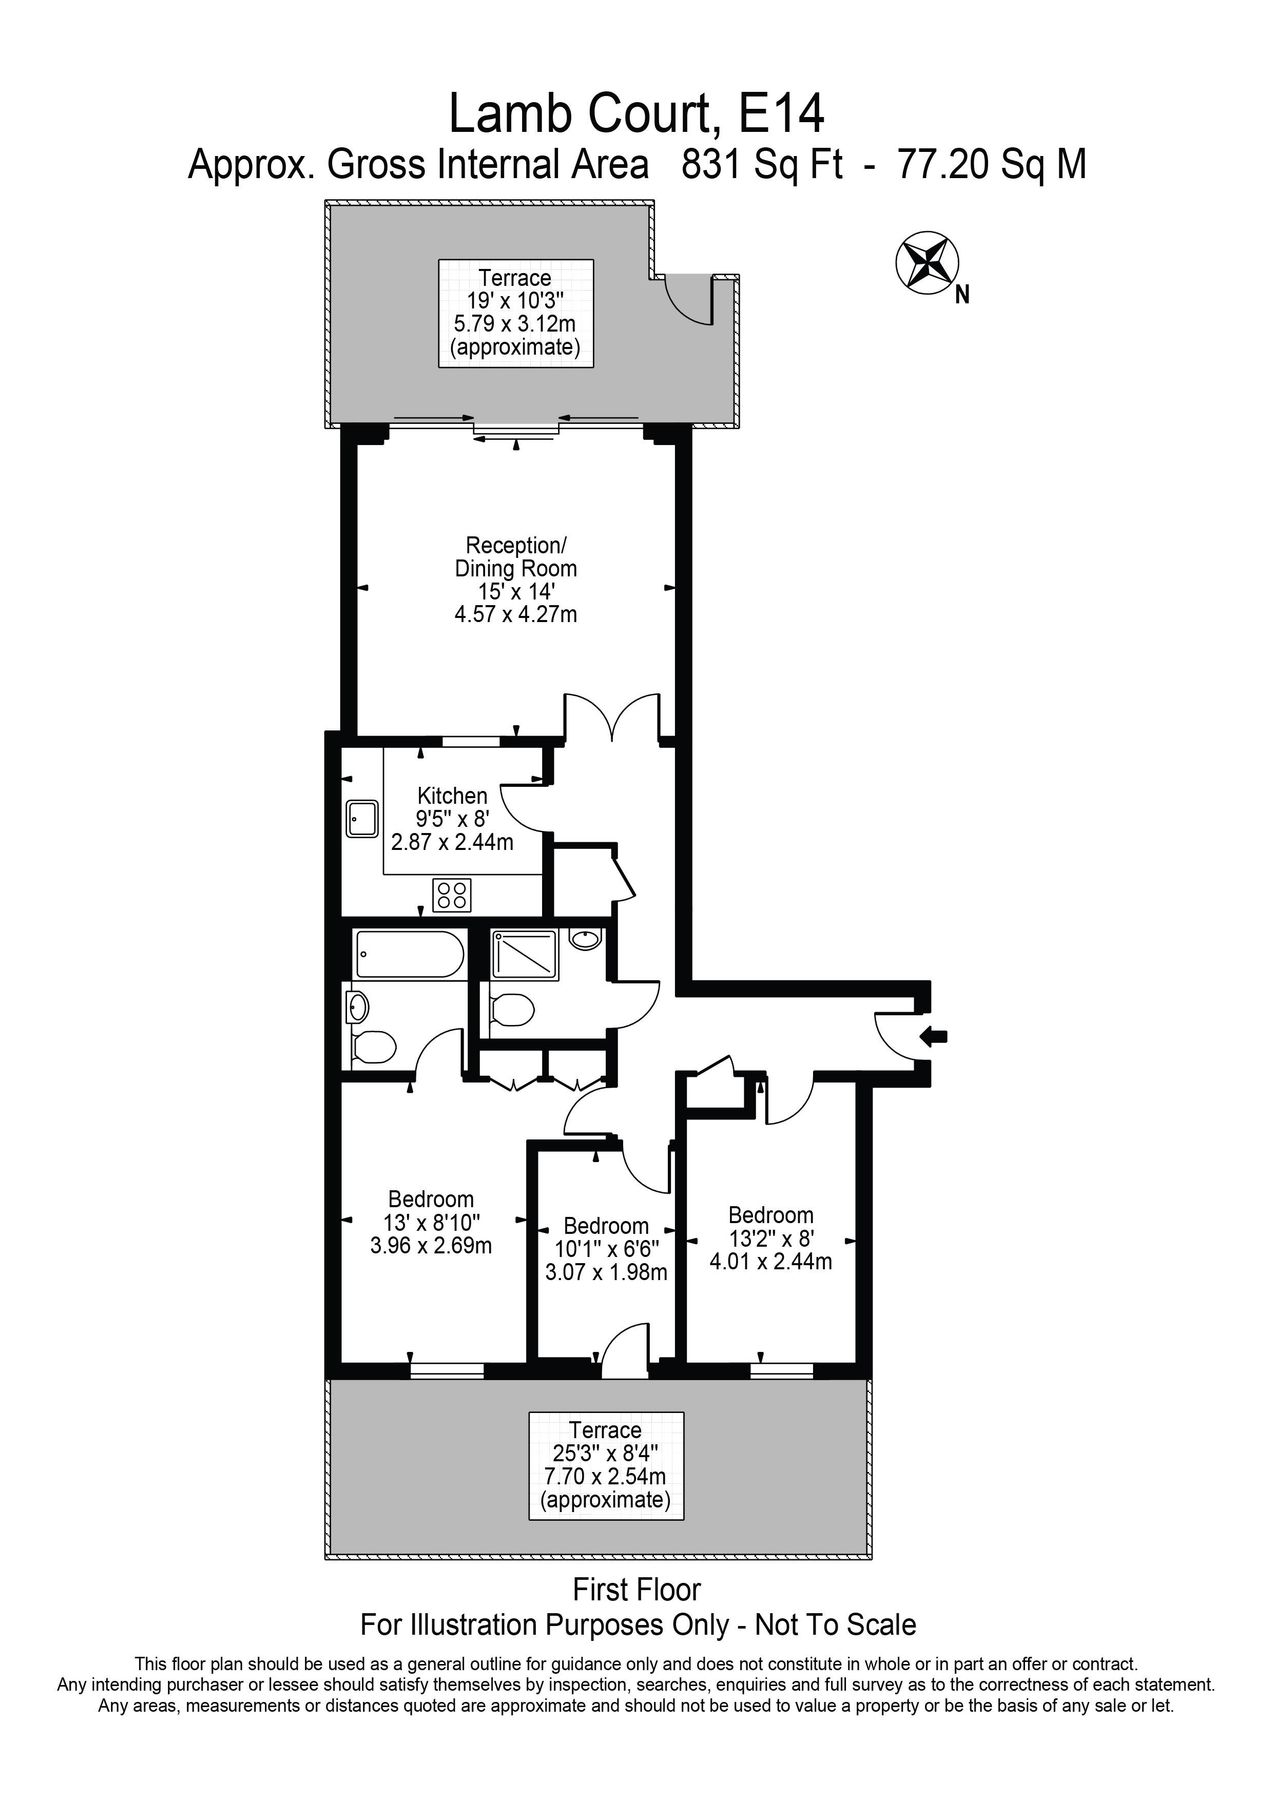 Lamb Court, E14
Approx. Gross Internal Area 831 Sq Ft - 77.20 Sq M
Terrace
19' x 10'3"
5.79 x 3.12m
(approximate)
N
Reception/
Dining Room
15' x 14'
4.57 x 4.27m
Kitchen
9'5" x 8'
2.87 x 2.44m
Bedroom
13' x 8'10"
3.96 x 2.69m
Bedroom
10'1" x 6'6"
3.07 x 1.98m
Bedroom
13'2" x 8'
4.01 x 2.44m
Terrace
25'3" x 8'4"
7.70 x 2.54m
(approximate)
First Floor
For Illustration Purposes Only - Not To Scale
This floor plan should be used as a general outline for guidance only and does not constitute in whole or in part an offer or contract.
Any intending purchaser or lessee should satisfy themselves by inspection, searches, enquiries and full survey as to the correctness of each statement.
Any areas, measurements or distances quoted are approximate and should not be used to value a property or be the basis of any sale or let.